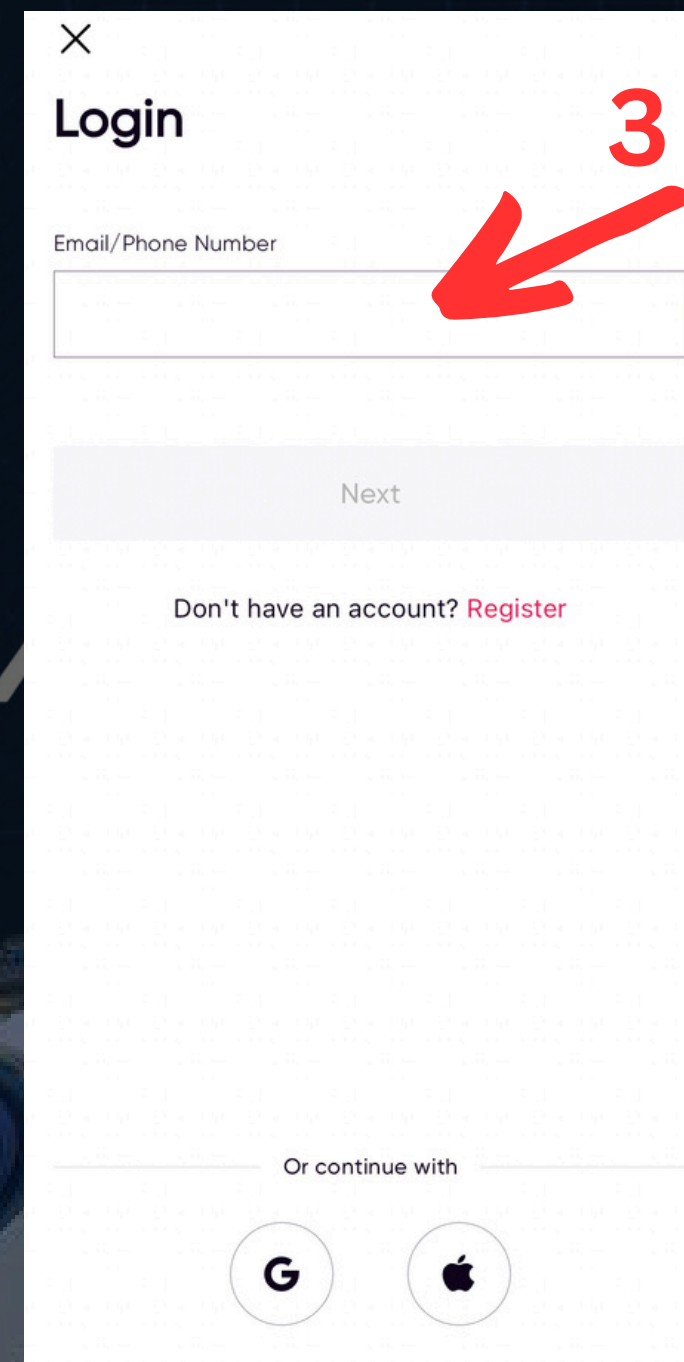 Login
3
Email/Phone Number
Next
Don't have an account? Register
Or continue with
G